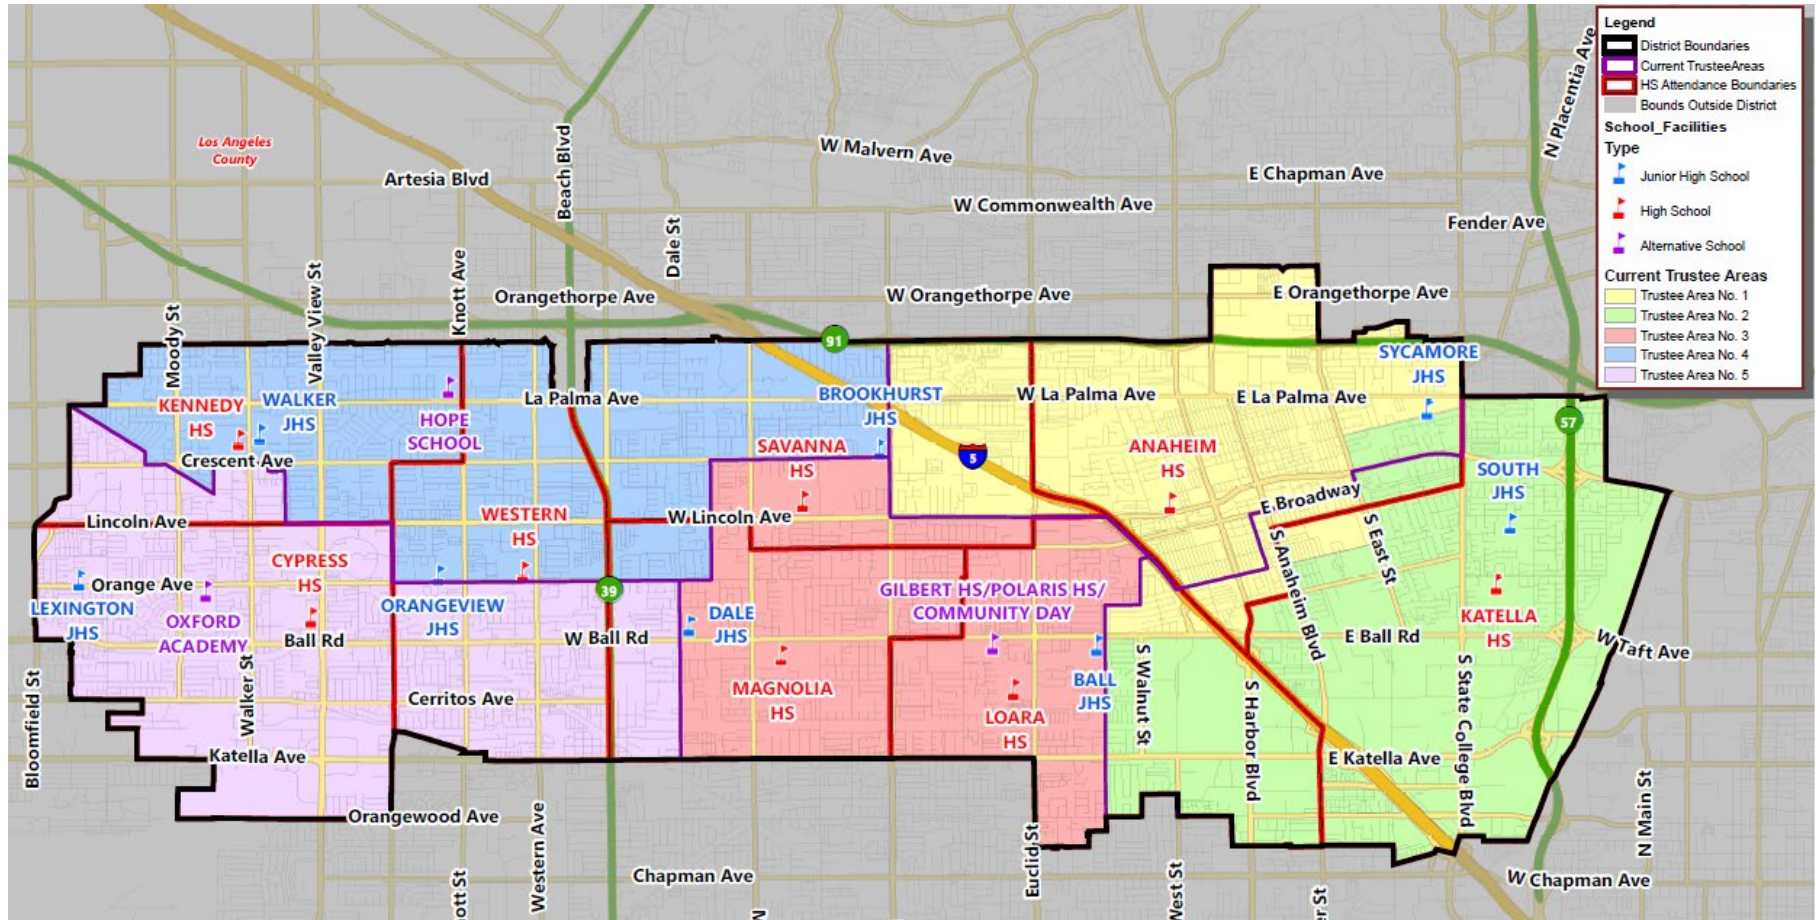 Legend
District Boundaries
Current TrusteeAreas
HS Attendance Boundaries
Bounds Outside District
School_Facilities
Type
Junior High School
High School
Alternative School
Current Trustee Areas
Trustee Area No. 1
Trustee Area No. 2
Trustee Area No. 3
Trustee Area No. 4
Trustee Area No. 5
N Placentia Ave
Los Angeles
County
Artesia Blvd
Beach Blvd
W Malvern Ave
E Chapman Ave
W Commonwealth Ave
Fender Ave
Dale St
Knott Ave
Valley View St
Moody St
Orangethorpe Ave
W Orangethorpe Ave
E Orangethorpe Ave
91
SYCAMORE
JHS
KENNEDY
HS
WALKER
JHS
HOPE
SCHOOL
La Palma Ave
BROOKHURST
JHS
W La Palma Ave
E La Palma Ave
57
Crescent Ave
SAVANNA
HS
5
ANAHEIM
HS
SOUTH
JHS
E Broadway
Lincoln Ave
WESTERN
HS
W Lincoln Ave
S East St
S Anaheim Blvd
CYPRESS
HS
Orange Ave
39
LEXINGTON
JHS
OXFORD
ACADEMY
ORANGEVIEW
JHS
DALE
JHS
GILBERT HS/POLARIS HS/
COMMUNITY DAY
KATELLA
HS
Ball Rd
W Ball Rd
E Ball Rd
W Taft Ave
Bloomfield St
Walker St
Cerritos Ave
MAGNOLIA
HS
LOARA
HS
BALL
JHS
S Walnut St
S Harbor Blvd
S State College Blvd
Katella Ave
E Katella Ave
Orangewood Ave
N Main St
Western Ave
Chapman Ave
Euclid St
West St
W Chapman Ave
ott St
er St
N